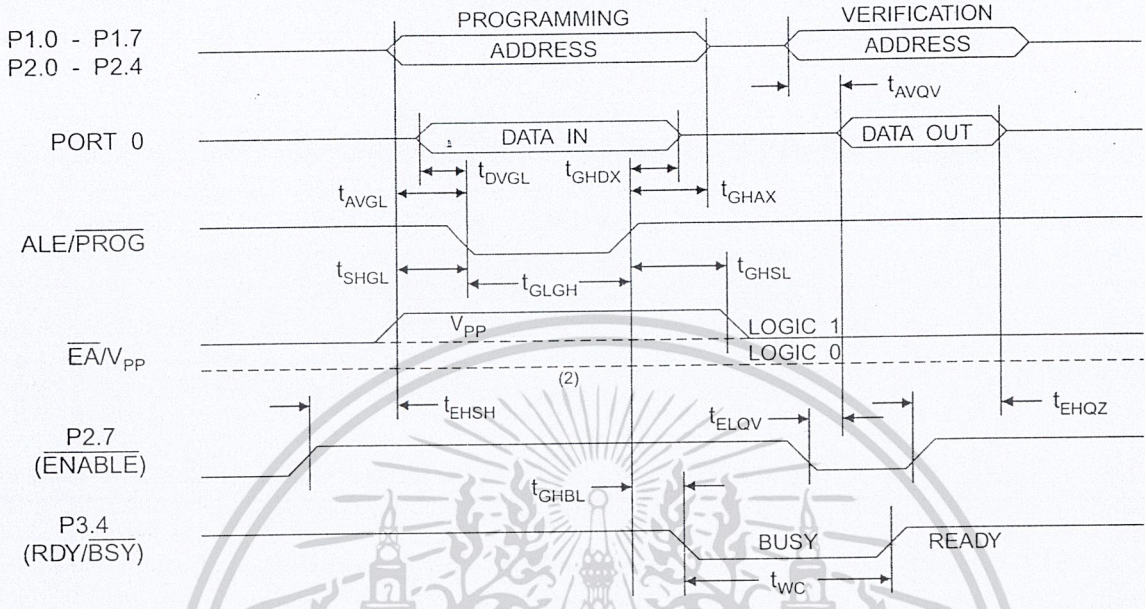 PROGRAMMING
VERIFICATION
P1.0 - P1.7
P2.0 - P2.4
ADDRESS
ADDRESS
tAVQV
PORT 0
DATA IN
DATA OUT
tDVGL
tGHDX
tAVGL
tGHAX
ALE/PROG
tSHGL
tGLGH
tGHSL
VPP
LOGIC 1
EA/VPP
LOGIC 0
(2)
tEHSH
tELQV
tEHQZ
P2.7
(ENABLE)
tGHBL
P3.4
(RDY/BSY)
BUSY
READY
tWC